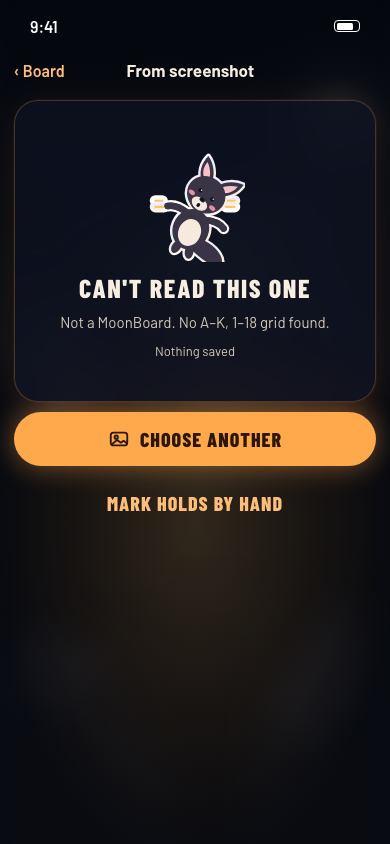 9:41
‹ Board
From screenshot
CAN'T READ THIS ONE
Not a MoonBoard. No A–K, 1–18 grid found.
Nothing saved
CHOOSE ANOTHER
MARK HOLDS BY HAND